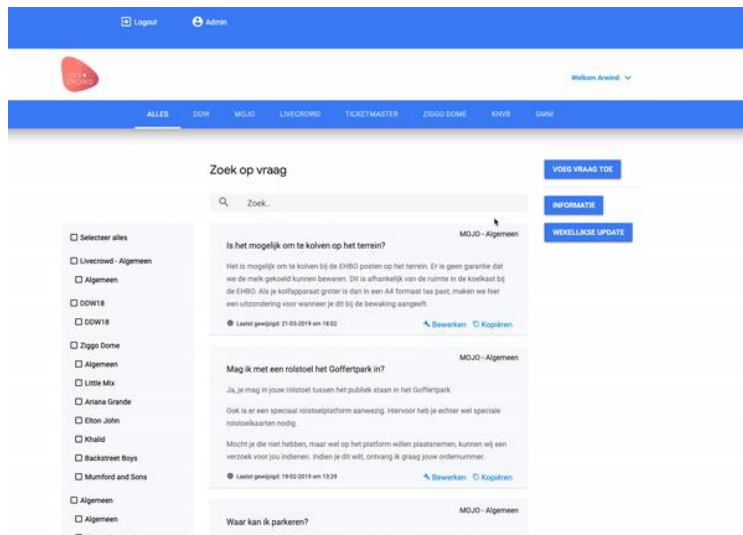 Logout
Admin
LIVE
CROWD
Welkom Arwind
ALLES DDW MOJO LIVECROWD TICKETMASTER ZIGGO DOME KNVB GMM
Zoek op vraag
Zoek..
VOEG VRAAG TOE
INFORMATIE
WEKELIJKSE UPDATE
Selecteer alles
Livecrowd - Algemeen
Algemeen
DDW18
DDW18
Ziggo Dome
Algemeen
Little Mix
Ariana Grande
Elton John
Khalid
Backstreet Boys
Mumford and Sons
Algemeen
Algemeen
MOJO - Algemeen
Is het mogelijk om te kolven op het terrein?
Het is mogelijk om te kolven bij de EHBO posten op het terrein. Er is geen garantie dat
we de melk gekoeld kunnen bewaren. Dit is afhankelijk van de ruimte in de koelkast bij
de EHBO. Als je kolfapparaat groter is dan in een A4 formaat tas past, maken we hier
een uitzondering voor wanneer je dit bij de bewaking aangeeft.
Laatst gewijzigd: 21-03-2019 om 18:02
Bewerken Kopiëren
MOJO - Algemeen
Mag ik met een rolstoel het Goffertpark in?
Ja, je mag in jouw rolstoel tussen het publiek staan in het Goffertpark.
Ook is er een speciaal rolstoelplatform aanwezig. Hiervoor heb je echter wel speciale
rolstoelkaarten nodig.
Mocht je die niet hebben, maar wel op het platform willen plaatsnemen, kunnen wij een
verzoek voor jou indienen. Indien je dit wilt, ontvang ik graag jouw ordernummer.
Laatst gewijzigd: 19-02-2019 om 13:29
Bewerken Kopiëren
MOJO - Algemeen
Waar kan ik parkeren?